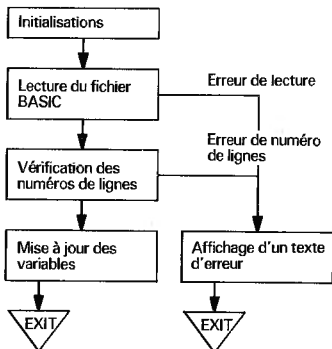 Initialisations
Lecture du fichier
BASIC
Erreur de lecture
Erreur de numéro
de lignes
Vérification des
numéros de lignes
Mise à jour des
variables
Affichage d'un texte
d'erreur
EXIT
EXIT